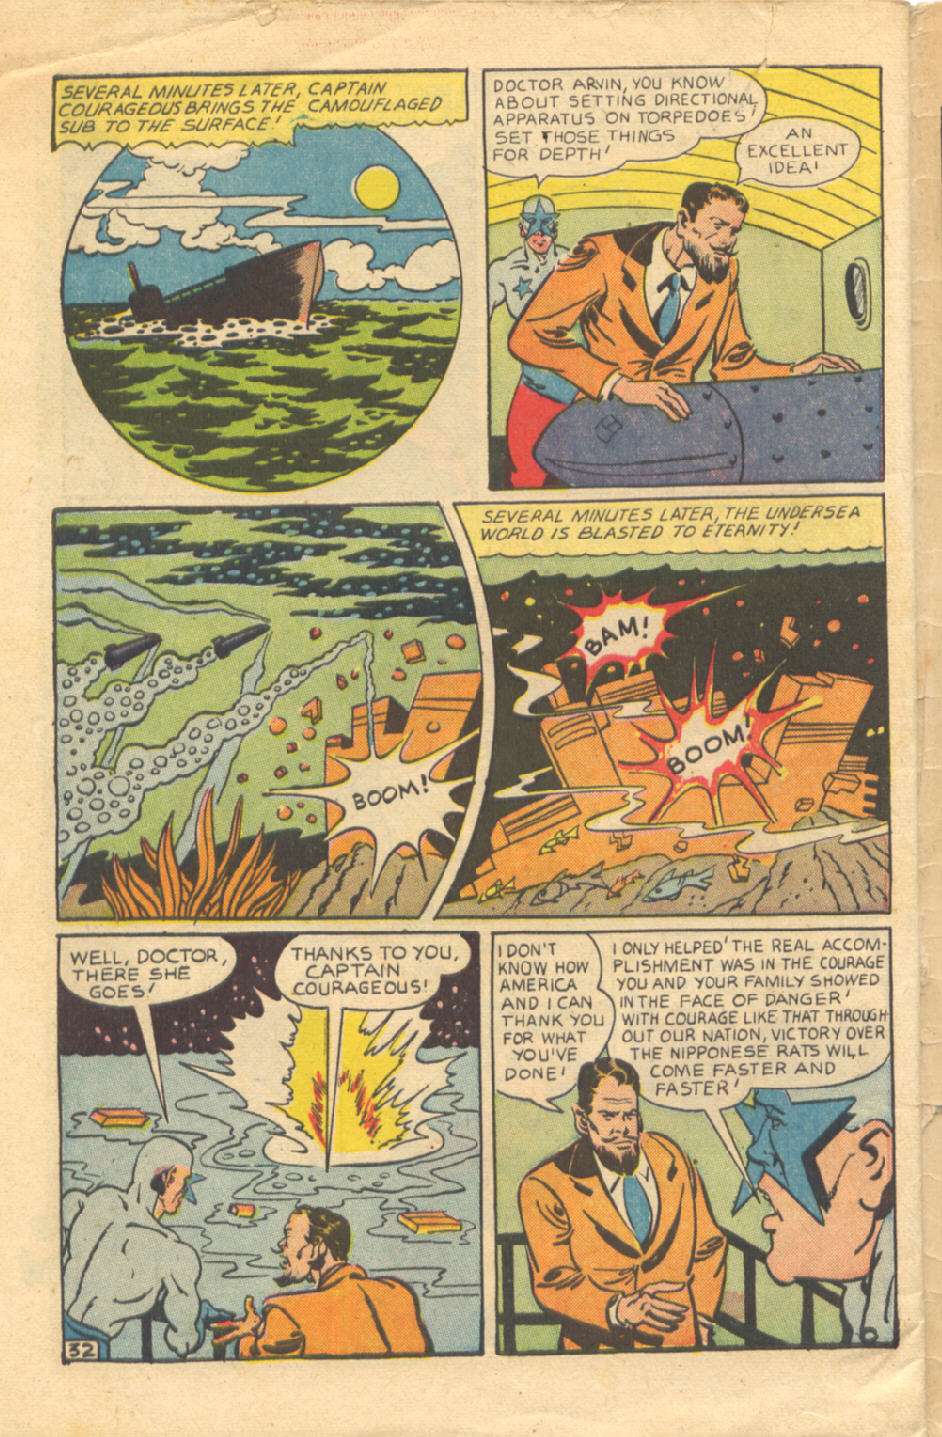 SEVERAL MINUTES LATER, CAPTAIN
COURAGEOUS BRINGS THE CAMOUFLAGED
SUB TO THE SURFACE!
DOCTOR ARVIN, YOU KNOW
ABOUT SETTING DIRECTIONAL
APPARATUS ON TORPEDOES!
SET THOSE THINGS
FOR DEPTH!
AN
EXCELLENT
IDEA!
BOOM!
SEVERAL MINUTES LATER, THE UNDERSEA
WORLD IS BLASTED TO ETERNITY!
BAM!
BOOM!
WELL, DOCTOR,
THERE SHE
GOES!
THANKS TO YOU,
CAPTAIN
COURAGEOUS!
32
I DON'T
KNOW HOW
AMERICA
AND I CAN
THANK YOU
FOR WHAT
YOU'VE
DONE!
I ONLY HELPED! THE REAL ACCOM-
PLISHMENT WAS IN THE COURAGE
YOU AND YOUR FAMILY SHOWED
IN THE FACE OF DANGER!
WITH COURAGE LIKE THAT THROUGH
OUT OUR NATION, VICTORY OVER
THE NIPPONESE RATS WILL
COME FASTER AND
FASTER!